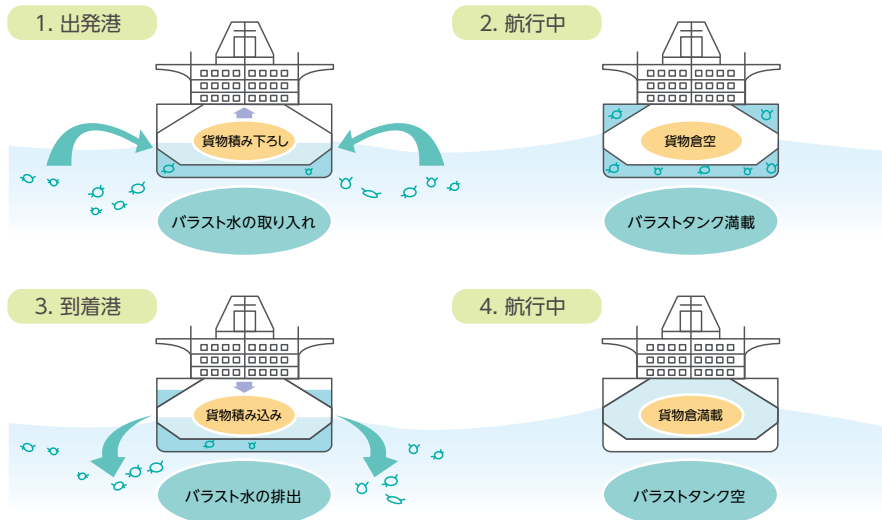 1. 出発港
貨物積み下ろし
バラスト水の取り入れ
2. 航行中
貨物倉空
バラストタンク満載
3. 到着港
貨物積み込み
バラスト水の排出
4. 航行中
貨物倉満載
バラストタンク空